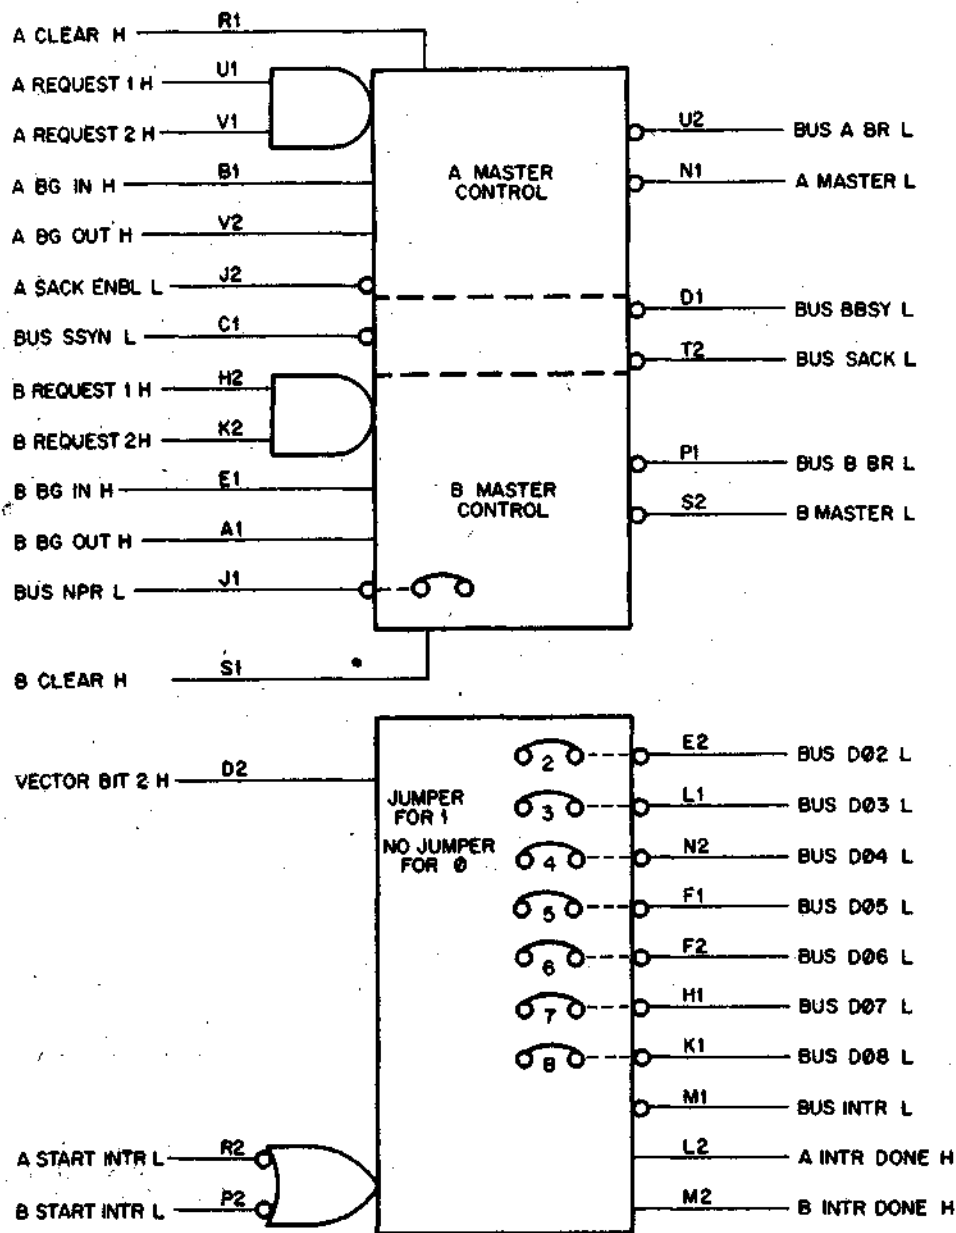 A CLEAR H R1
A REQUEST 1 H U1
A REQUEST 2 H V1
A BG IN H B1
A BG OUT H V2
A SACK ENBL L J2
BUS SSYN L C1
B REQUEST 1 H H2
B REQUEST 2H K2
B BG IN H E1
B BG OUT H A1
BUS NPR L J1
B CLEAR H S1
A MASTER
CONTROL
B MASTER
CONTROL
U2 BUS A BR L
N1 A MASTER L
D1 BUS BBSY L
T2 BUS SACK L
P1 BUS B BR L
S2 B MASTER L
VECTOR BIT 2 H D2
JUMPER
FOR 1
NO JUMPER
FOR 0
2 E2 BUS D02 L
3 L1 BUS D03 L
4 N2 BUS D04 L
5 F1 BUS D05 L
6 F2 BUS D06 L
7 H1 BUS D07 L
8 K1 BUS D08 L
M1 BUS INTR L
A START INTR L R2
B START INTR L P2
L2 A INTR DONE H
M2 B INTR DONE H